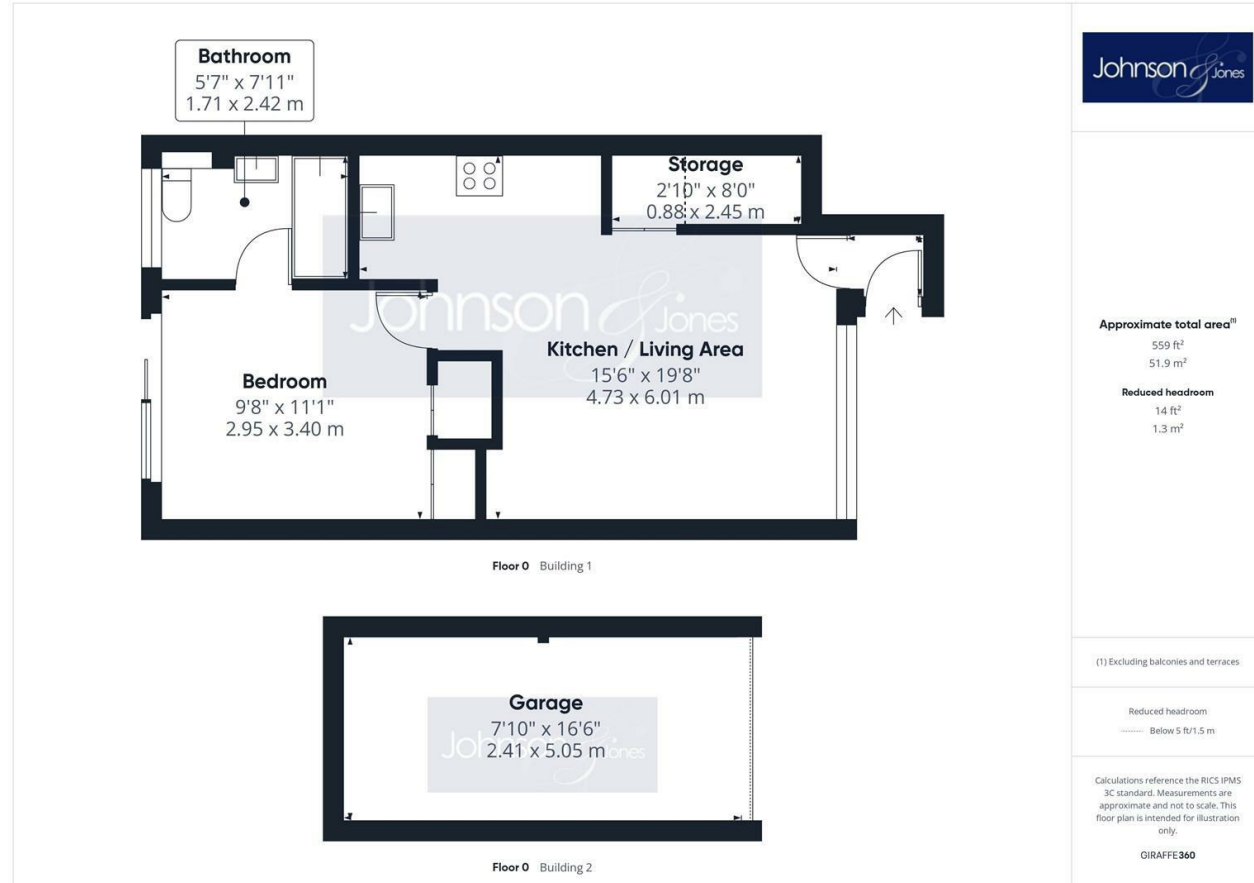 Bathroom
5'7" x 7'11"
1.71 x 2.42 m
Storage
2'10" x 8'0"
0.88 x 2.45 m
Johnson & Jones
Kitchen / Living Area
15'6" x 19'8"
4.73 x 6.01 m
Bedroom
9'8" x 11'1"
2.95 x 3.40 m
Floor 0 Building 1
Garage
7'10" x 16'6"
2.41 x 5.05 m
Johnson & Jones
Floor 0 Building 2
Johnson & Jones
Approximate total area(1)
559 ft²
51.9 m²
Reduced headroom
14 ft²
1.3 m²
(1) Excluding balconies and terraces
Reduced headroom
Below 5 ft/1.5 m
Calculations reference the RICS IPMS
3C standard. Measurements are
approximate and not to scale. This
floor plan is intended for illustration
only.
GIRAFFE360